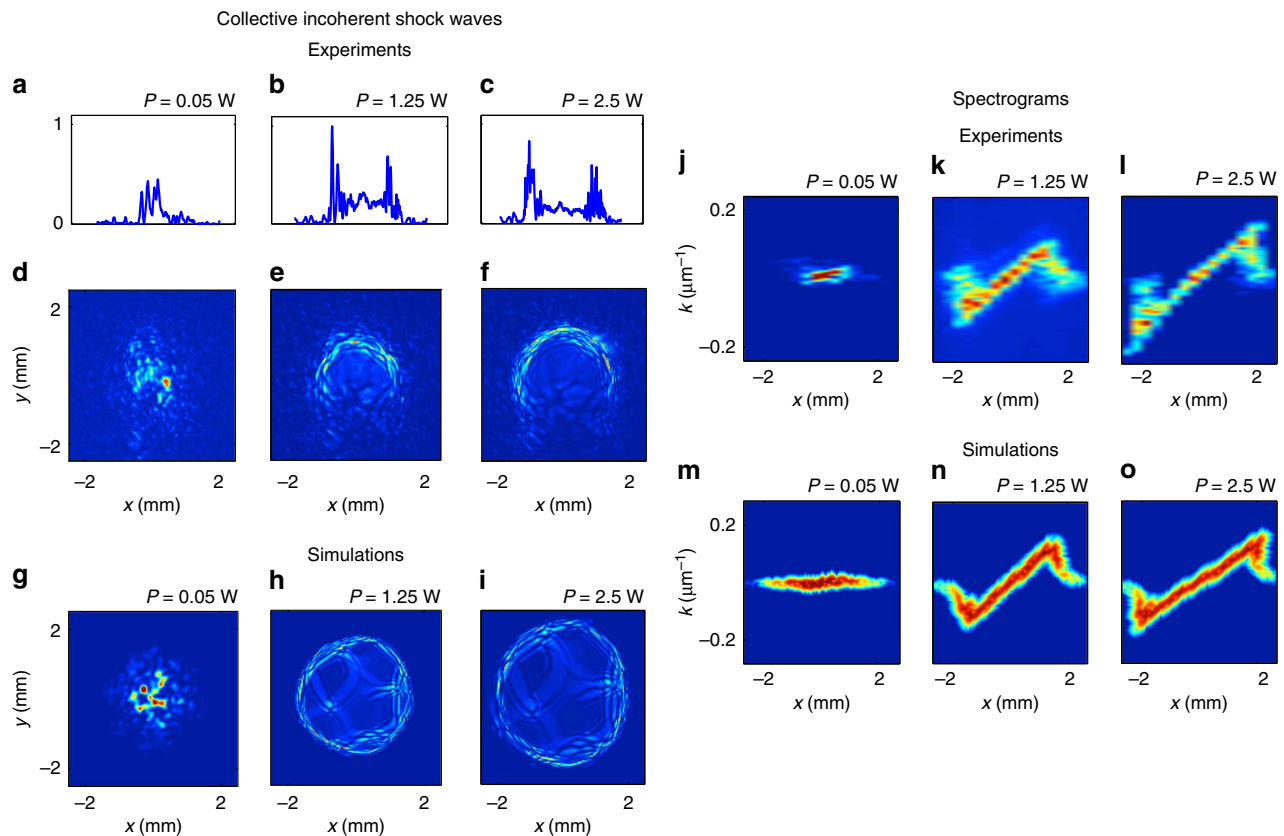 Collective incoherent shock waves
Experiments
a b c
P = 0.05 W P = 1.25 W P = 2.5 W
1
0
d e f
2
y (mm)
–2
–2 2 –2 2 –2 2
x (mm) x (mm) x (mm)
Simulations
g h i
P = 0.05 W P = 1.25 W P = 2.5 W
2
y (mm)
–2
–2 2 –2 2 –2 2
x (mm) x (mm) x (mm)
Spectrograms
Experiments
j k l
P = 0.05 W P = 1.25 W P = 2.5 W
0.2
k (μm⁻¹)
–0.2
–2 2 –2 2 –2 2
x (mm) x (mm) x (mm)
Simulations
m n o
P = 0.05 W P = 1.25 W P = 2.5 W
0.2
k (μm⁻¹)
–0.2
–2 2 –2 2 –2 2
x (mm) x (mm) x (mm)